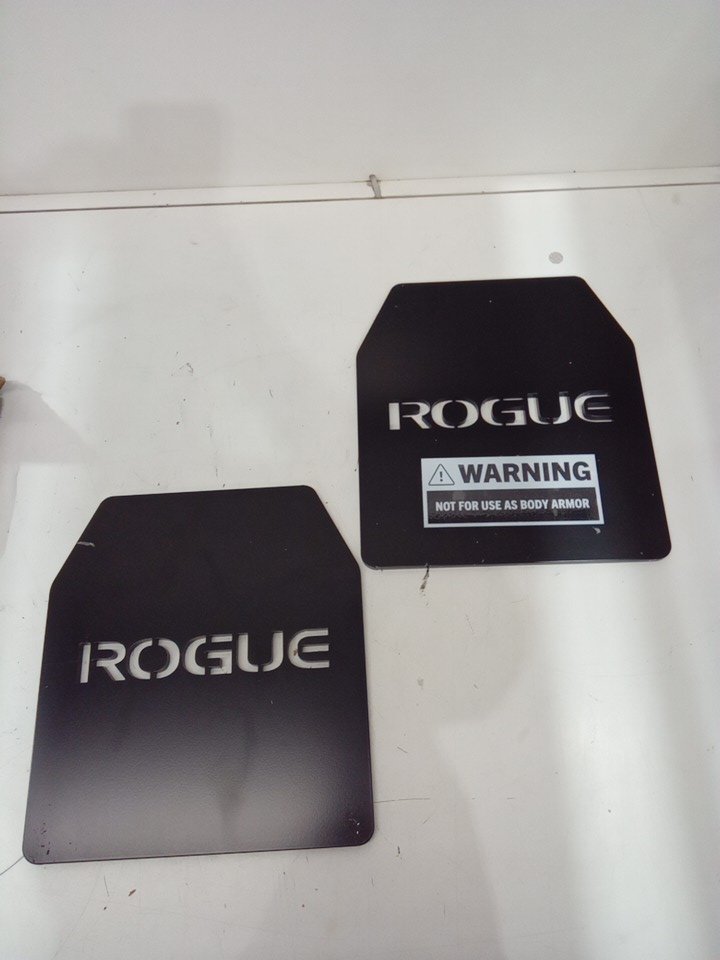 ROGUE
WARNING
NOT FOR USE AS BODY ARMOR
ROGUE